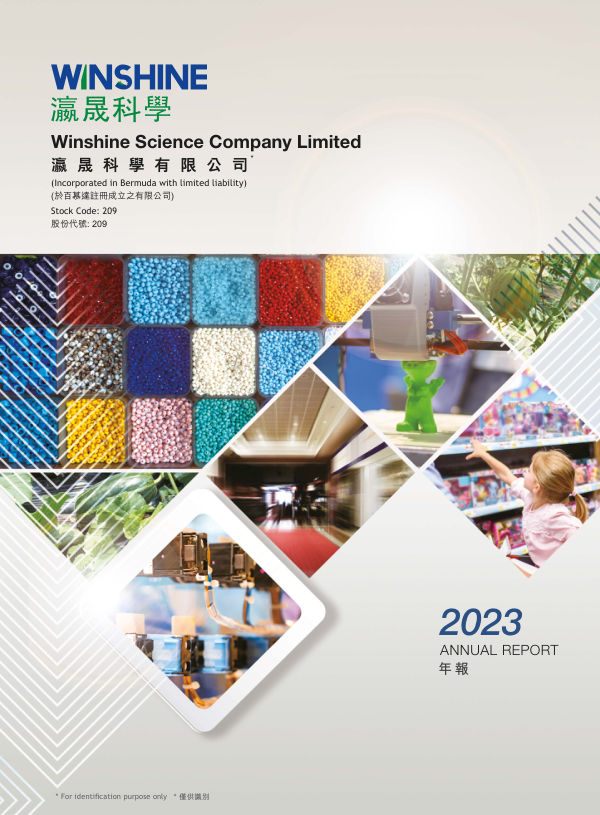 WINSHINE
瀛晟科學
Winshine Science Company Limited
瀛晟科學有限公司*
(Incorporated in Bermuda with limited liability)
(於百慕達註冊成立之有限公司)
Stock Code: 209
股份代號: 209
2023
ANNUAL REPORT
年報
* For identification purpose only * 僅供識別